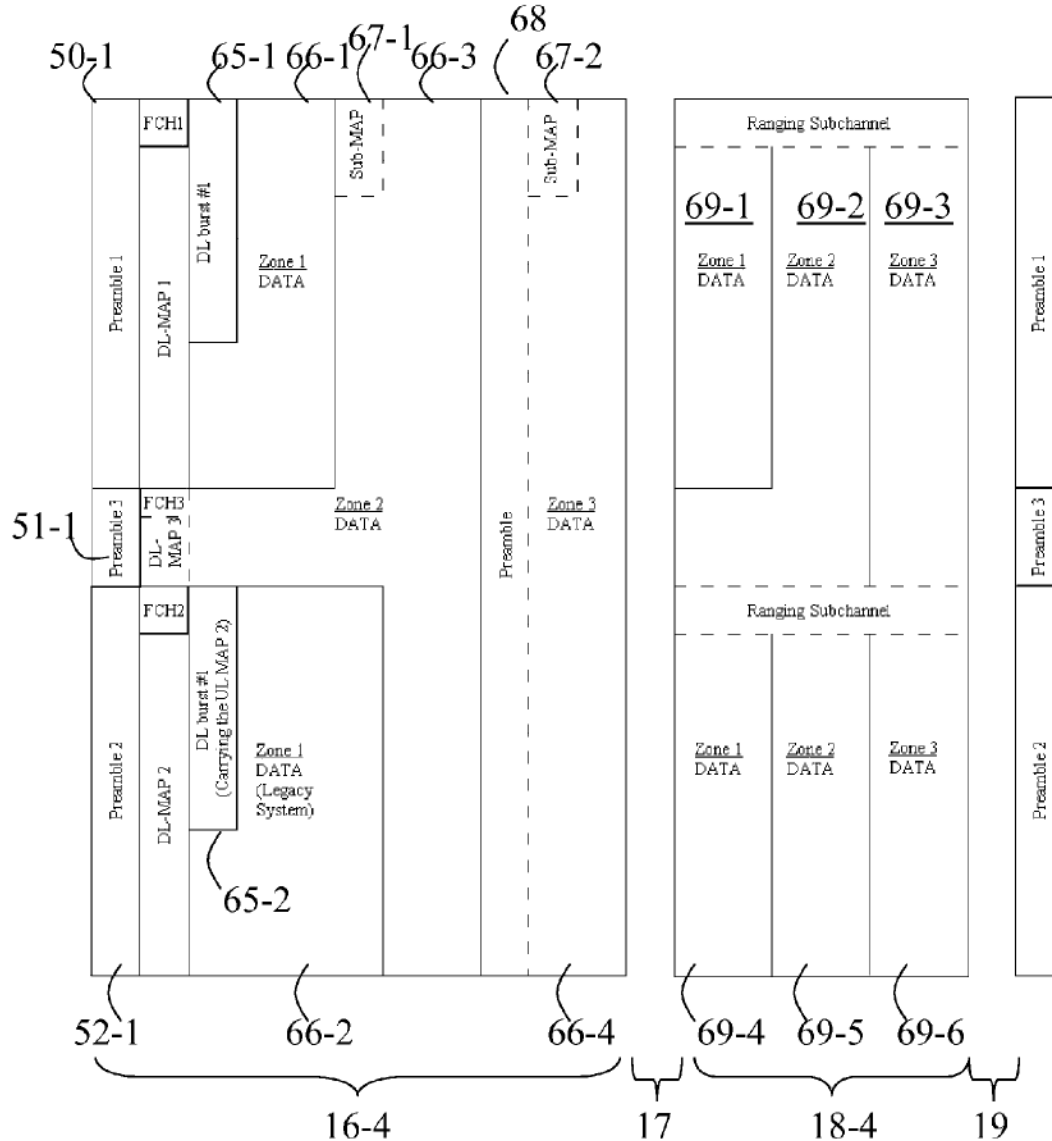 50-1
65-1
66-1
67-1
66-3
68
67-2
FCH1
Preamble 1
DL-MAP 1
DL burst #1
Zone 1
DATA
Sub-MAP
Sub-MAP
Ranging Subchannel
69-1
69-2
69-3
Zone 1
DATA
Zone 2
DATA
Zone 3
DATA
Preamble 1
51-1
Preamble 3
FCH3
DL-
MAP 3
Zone 2
DATA
Preamble
Zone 3
DATA
Preamble 3
FCH2
Preamble 2
DL-MAP 2
DL burst #1
(Carrying the UL-MAP 2)
Zone 1
DATA
(Legacy
System)
Ranging Subchannel
Zone 1
DATA
Zone 2
DATA
Zone 3
DATA
Preamble 2
65-2
52-1
66-2
66-4
69-4
69-5
69-6
16-4
17
18-4
19